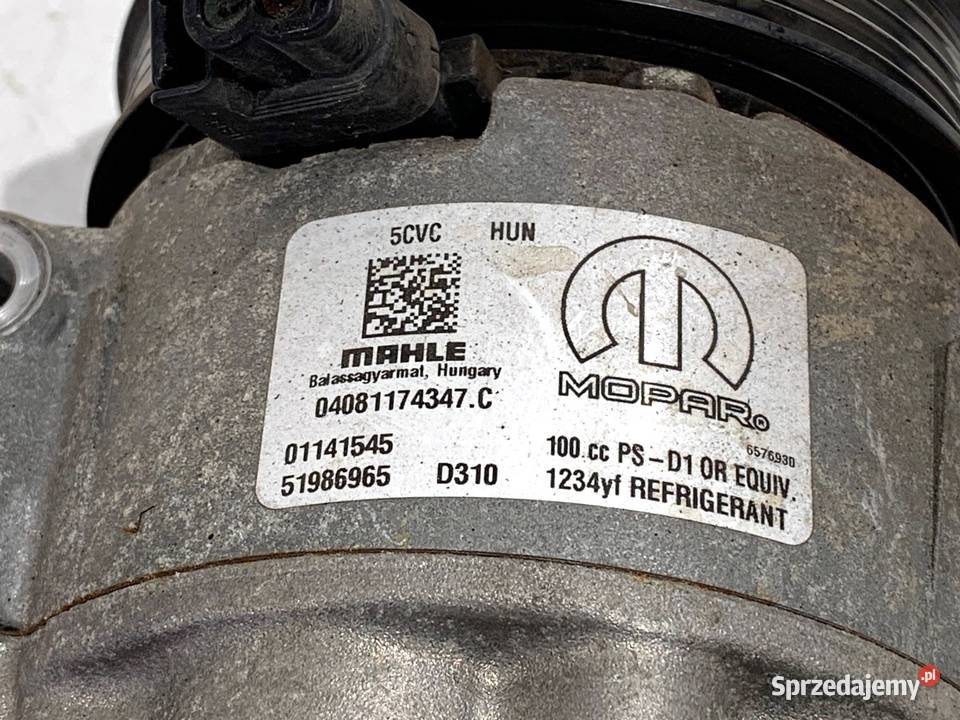 5CVC HUN
MAHLE
Balassagyarmat, Hungary
04081174347.C
MOPAR®
01141545
51986965 D310
6576930
100.cc PS-D1 OR EQUIV.
1234yf REFRIGERANT
Sprzedajemy.pl